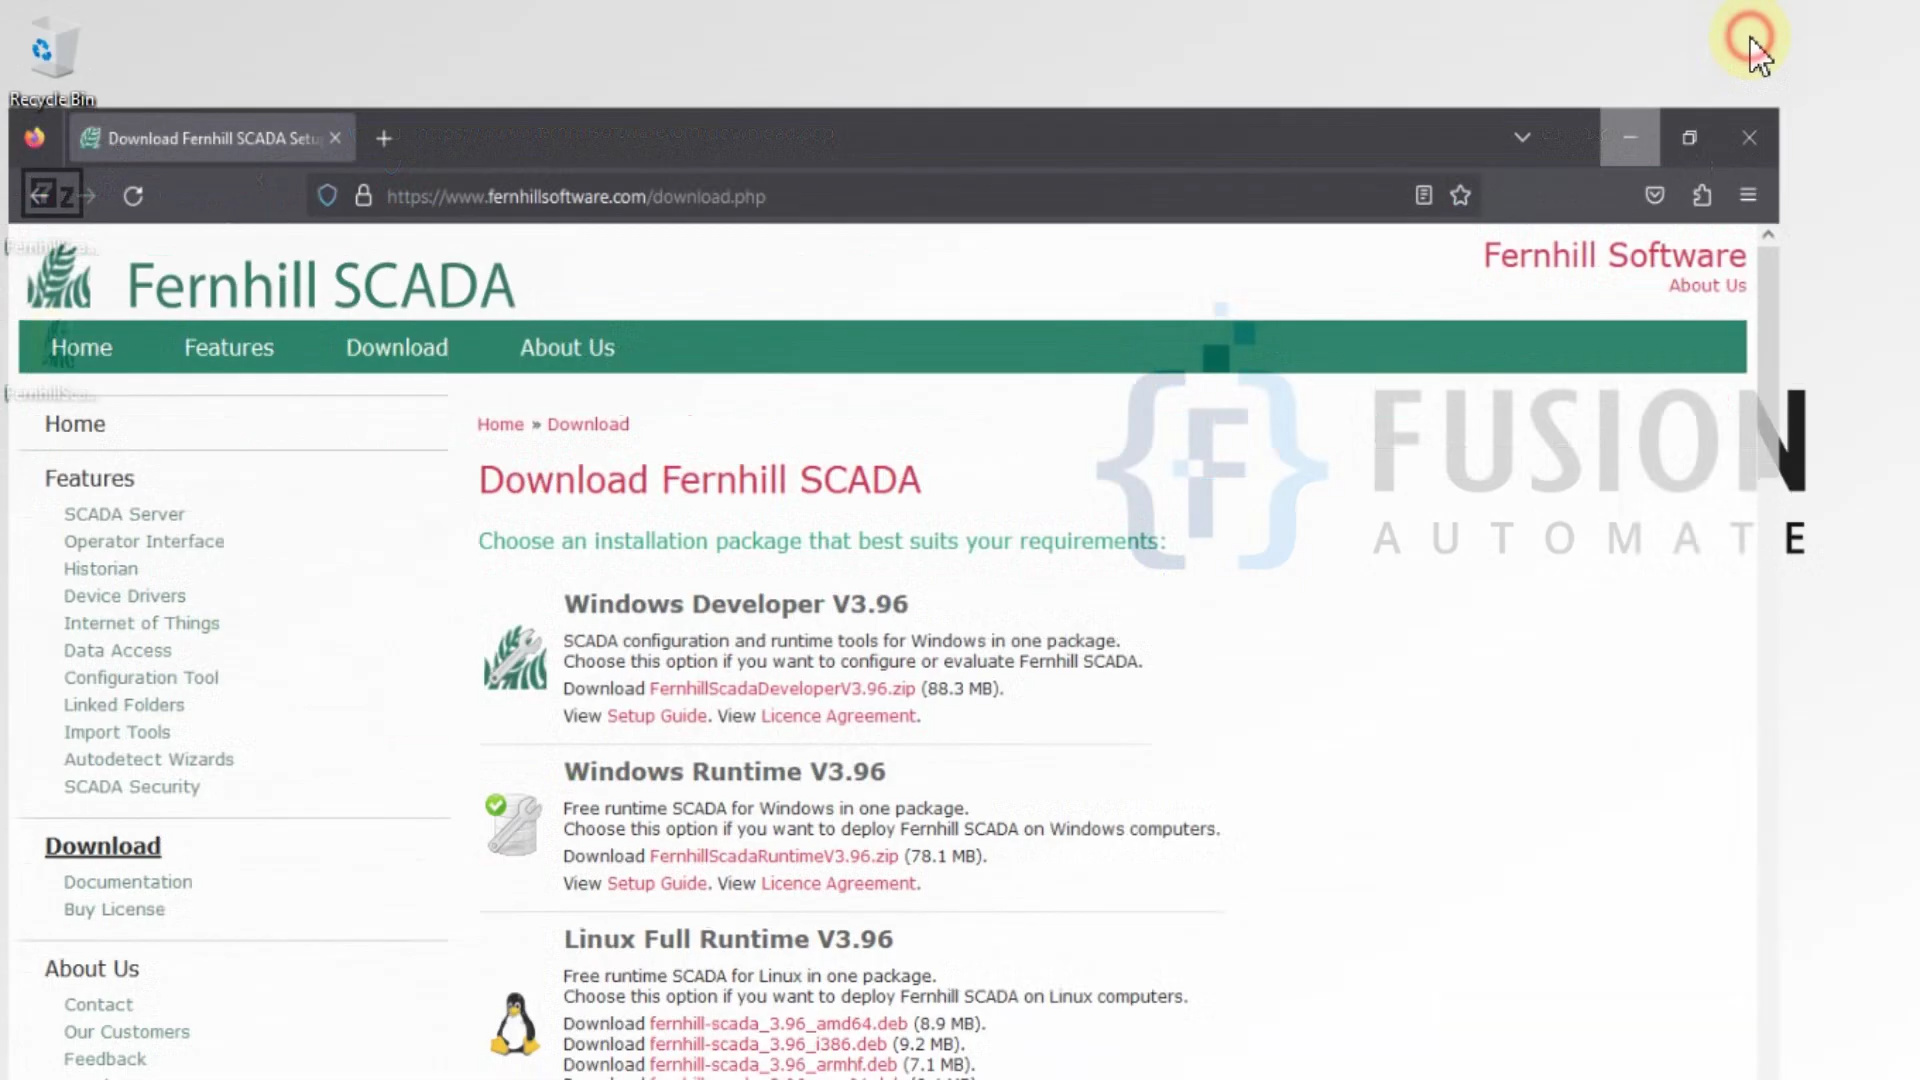 Recycle Bin
Download Fernhill SCADA Setu
https://www.fernhillsoftware.com/download.php
Fernhill SCADA
Fernhill Software
About Us
Home
Features
Download
About Us
FUSION
AUTOMATE
Home
Features
SCADA Server
Operator Interface
Historian
Device Drivers
Internet of Things
Data Access
Configuration Tool
Linked Folders
Import Tools
Autodetect Wizards
SCADA Security
Download
Documentation
Buy License
About Us
Contact
Our Customers
Feedback
Home » Download
Download Fernhill SCADA
Choose an installation package that best suits your requirements:
Windows Developer V3.96
SCADA configuration and runtime tools for Windows in one package.
Choose this option if you want to configure or evaluate Fernhill SCADA.
Download FernhillScadaDeveloperV3.96.zip (88.3 MB).
View Setup Guide. View Licence Agreement.
Windows Runtime V3.96
Free runtime SCADA for Windows in one package.
Choose this option if you want to deploy Fernhill SCADA on Windows computers.
Download FernhillScadaRuntimeV3.96.zip (78.1 MB).
View Setup Guide. View Licence Agreement.
Linux Full Runtime V3.96
Free runtime SCADA for Linux in one package.
Choose this option if you want to deploy Fernhill SCADA on Linux computers.
Download fernhill-scada_3.96_amd64.deb (8.9 MB).
Download fernhill-scada_3.96_i386.deb (9.2 MB).
Download fernhill-scada_3.96_armhf.deb (7.1 MB).